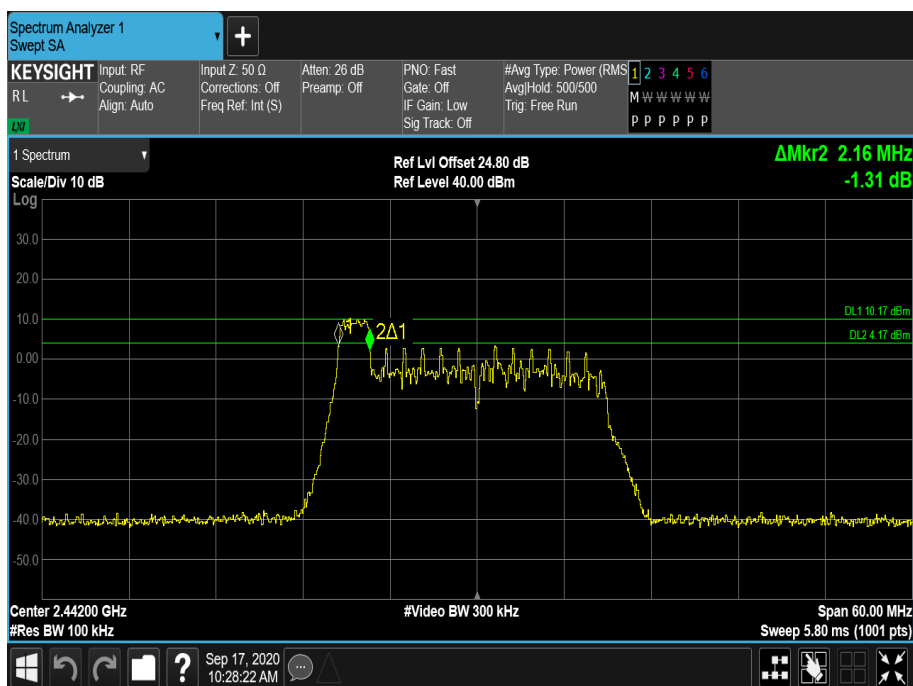 Spectrum Analyzer 1
Swept SA
+
KEYSIGHT Input: RF Input Z: 50 Ω Atten: 26 dB PNO: Fast #Avg Type: Power (RMS 1 2 3 4 5 6
RL Coupling: AC Corrections: Off Preamp: Off Gate: Off Avg|Hold: 500/500 M W W W W W
Align: Auto Freq Ref: Int (S) IF Gain: Low Trig: Free Run
LXI Sig Track: Off P P P P P P
1 Spectrum Ref Lvl Offset 24.80 dB ΔMkr2 2.16 MHz
Scale/Div 10 dB Ref Level 40.00 dBm -1.31 dB
Log
30.0
20.0
10.0 DL1 10.17 dBm
2Δ1 DL2 4.17 dBm
0.00
-10.0
-20.0
-30.0
-40.0
-50.0
Center 2.44200 GHz #Video BW 300 kHz Span 60.00 MHz
#Res BW 100 kHz Sweep 5.80 ms (1001 pts)
? Sep 17, 2020
10:28:22 AM